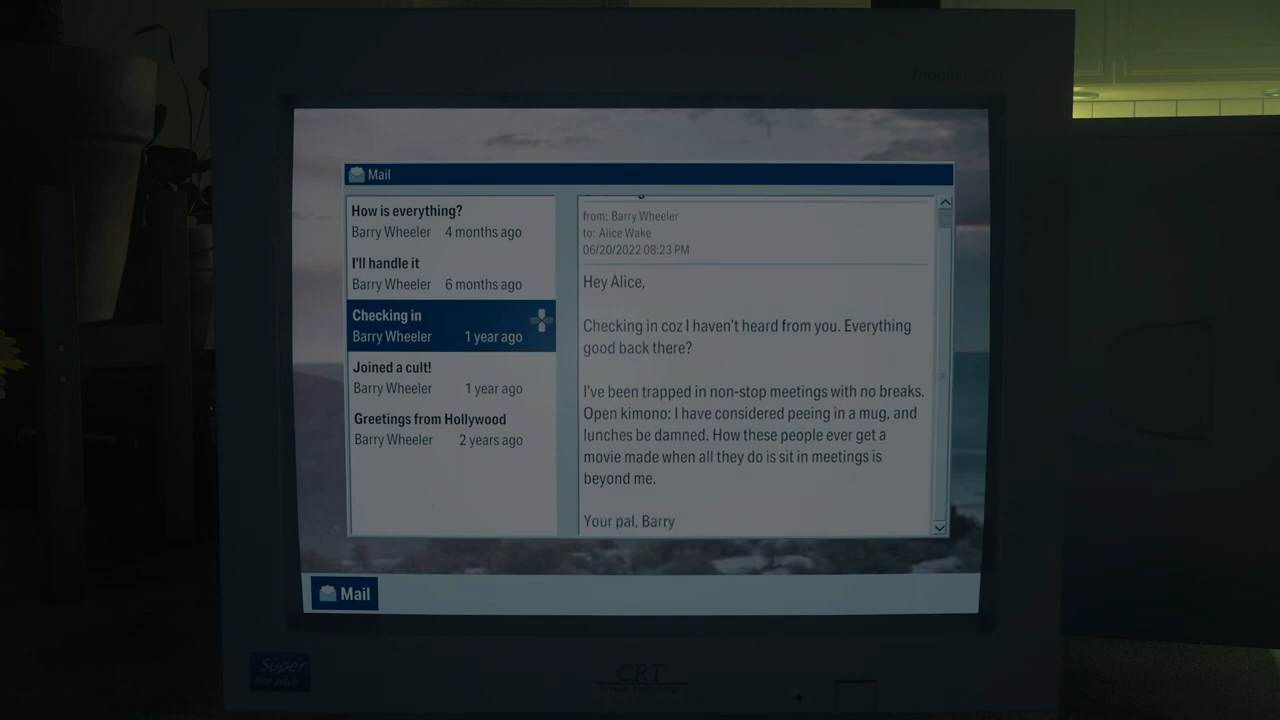 Mail
How is everything?
Barry Wheeler 4 months ago
I'll handle it
Barry Wheeler 6 months ago
Checking in
Barry Wheeler 1 year ago
Joined a cult!
Barry Wheeler 1 year ago
Greetings from Hollywood
Barry Wheeler 2 years ago
from: Barry Wheeler
to: Alice Wake
06/20/2022 08:23 PM
Hey Alice,
Checking in coz I haven't heard from you. Everything
good back there?
I've been trapped in non-stop meetings with no breaks.
Open kimono: I have considered peeing in a mug, and
lunches be damned. How these people ever get a
movie made when all they do is sit in meetings is
beyond me.
Your pal, Barry
Mail
Super
fine pitch
CRT